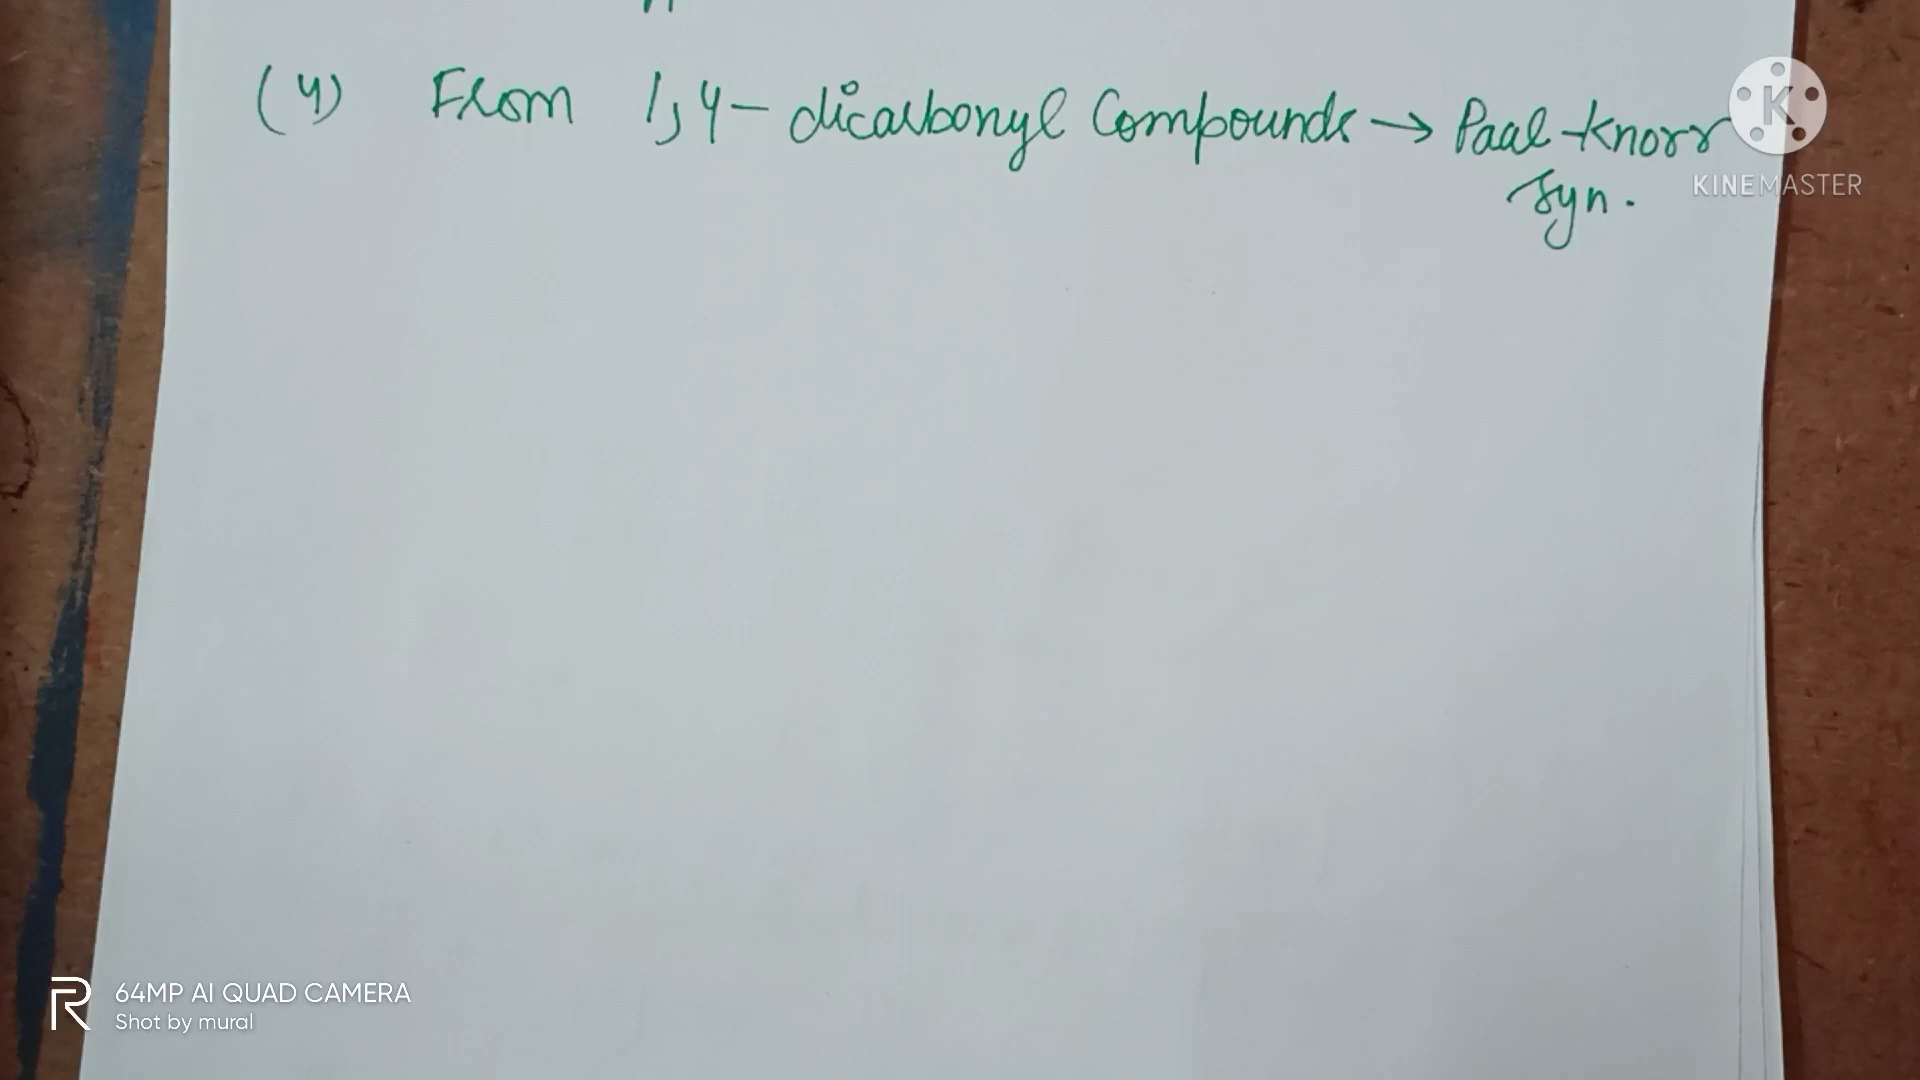 (4) From 1,4-dicarbonyl Compounds → Paal-Knorr
Syn.
K
KINEMASTER
64MP AI QUAD CAMERA
Shot by mural